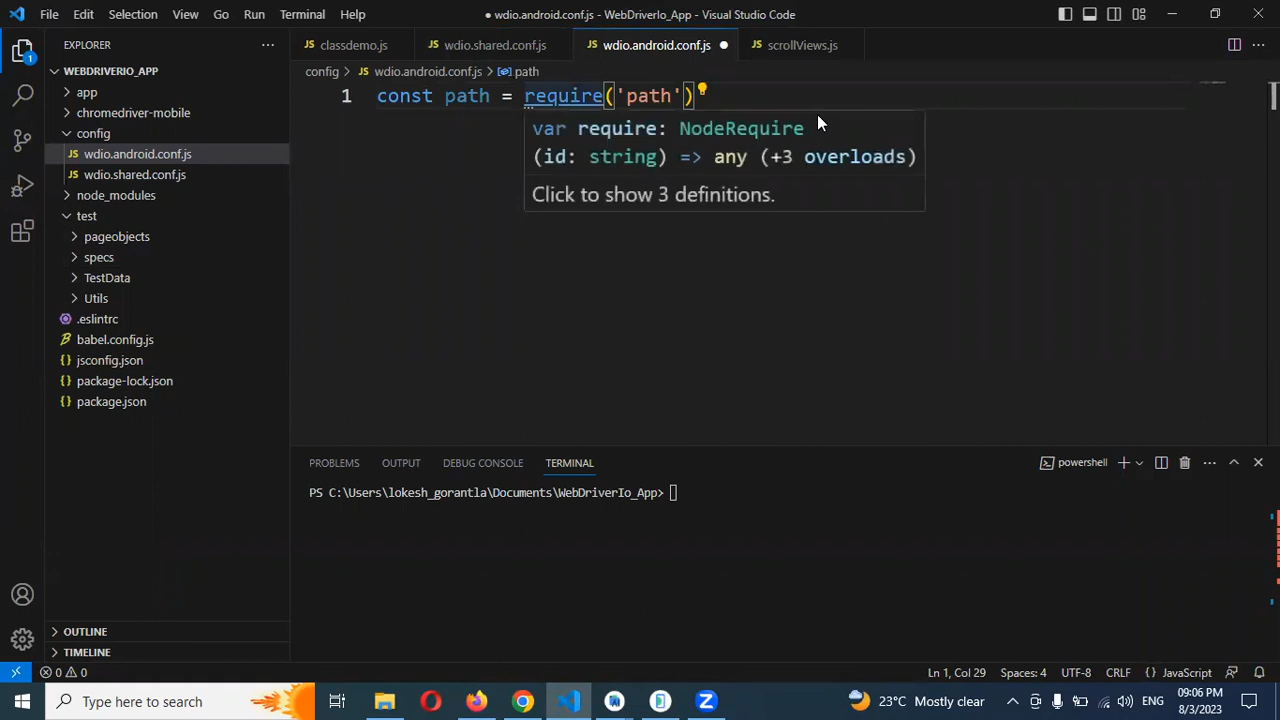 File Edit Selection View Go Run Terminal Help
● wdio.android.conf.js - WebDriverIo_App - Visual Studio Code
EXPLORER
classdemo.js
wdio.shared.conf.js
wdio.android.conf.js
scrollViews.js
WEBDRIVERIO_APP
config > wdio.android.conf.js > path
app
chromedriver-mobile
config
wdio.android.conf.js
wdio.shared.conf.js
node_modules
test
pageobjects
specs
TestData
Utils
.eslintrc
babel.config.js
jsconfig.json
package-lock.json
package.json
OUTLINE
TIMELINE
1 const path = require('path')
var require: NodeRequire
(id: string) => any (+3 overloads)
Click to show 3 definitions.
PROBLEMS OUTPUT DEBUG CONSOLE TERMINAL
powershell
PS C:\Users\lokesh_gorantla\Documents\WebDriverIo_App>
0 0
Ln 1, Col 29 Spaces: 4 UTF-8 CRLF {} JavaScript
Type here to search
23°C Mostly clear
ENG
09:06 PM
8/3/2023